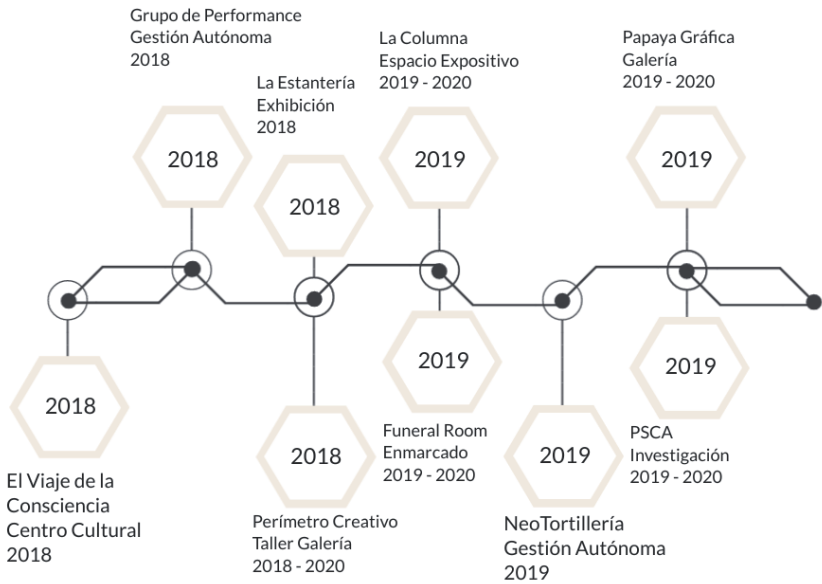 Grupo de Performance
Gestión Autónoma
2018
La Estantería
Exhibición
2018
La Columna
Espacio Expositivo
2019 - 2020
Papaya Gráfica
Galería
2019 - 2020
2018
2018
2019
2019
2018
2018
2019
2019
2019
El Viaje de la
Consciencia
Centro Cultural
2018
Perímetro Creativo
Taller Galería
2018 - 2020
Funeral Room
Enmarcado
2019 - 2020
NeoTortillería
Gestión Autónoma
2019
PSCA
Investigación
2019 - 2020